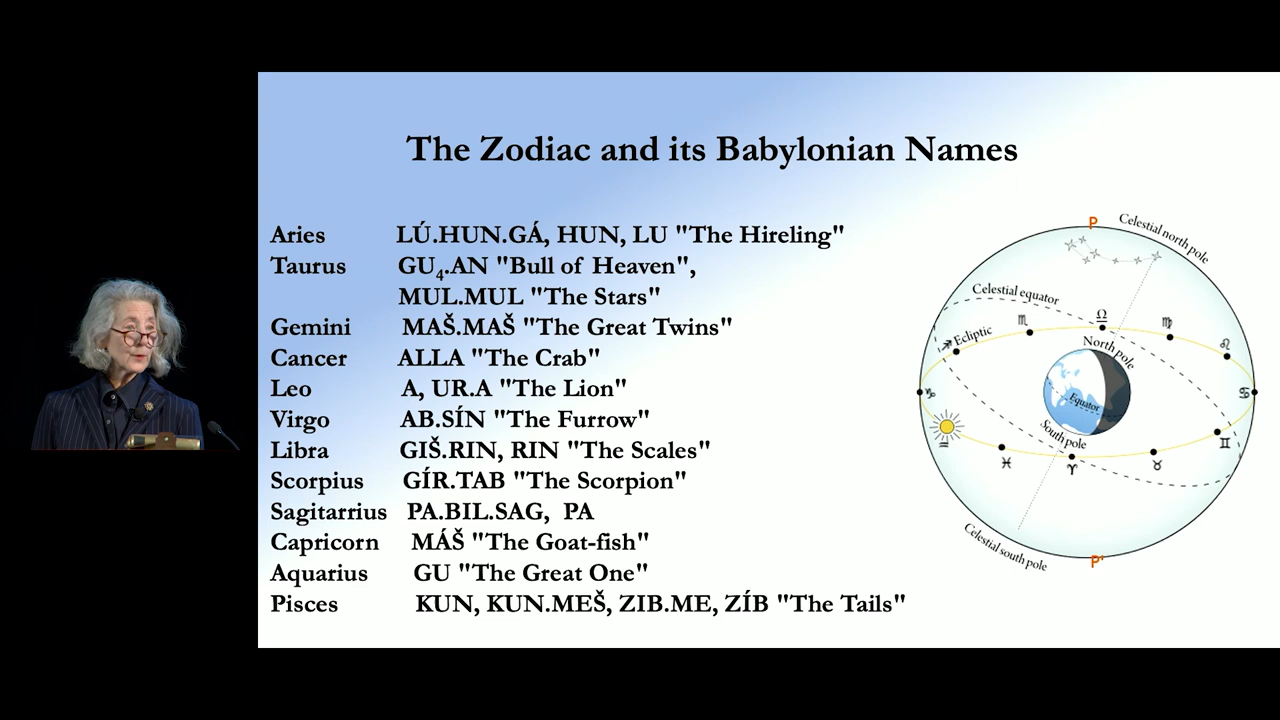 The Zodiac and its Babylonian Names
Aries LÚ.HUN.GÁ, HUN, LU "The Hireling"
Taurus GU₄.AN "Bull of Heaven",
MUL.MUL "The Stars"
Gemini MAŠ.MAŠ "The Great Twins"
Cancer ALLA "The Crab"
Leo A, UR.A "The Lion"
Virgo AB.SÍN "The Furrow"
Libra GIŠ.RIN, RIN "The Scales"
Scorpius GÍR.TAB "The Scorpion"
Sagitarrius PA.BIL.SAG, PA
Capricorn MÁŠ "The Goat-fish"
Aquarius GU "The Great One"
Pisces KUN, KUN.MEŠ, ZIB.ME, ZÍB "The Tails"
P
Celestial north pole
Celestial equator
♏ ♎ ♍ ♌
♐ Ecliptic
North pole
♑ ♋
Equator
South pole
♒ ♓ ♈ ♉ ♊
Celestial south pole
P'